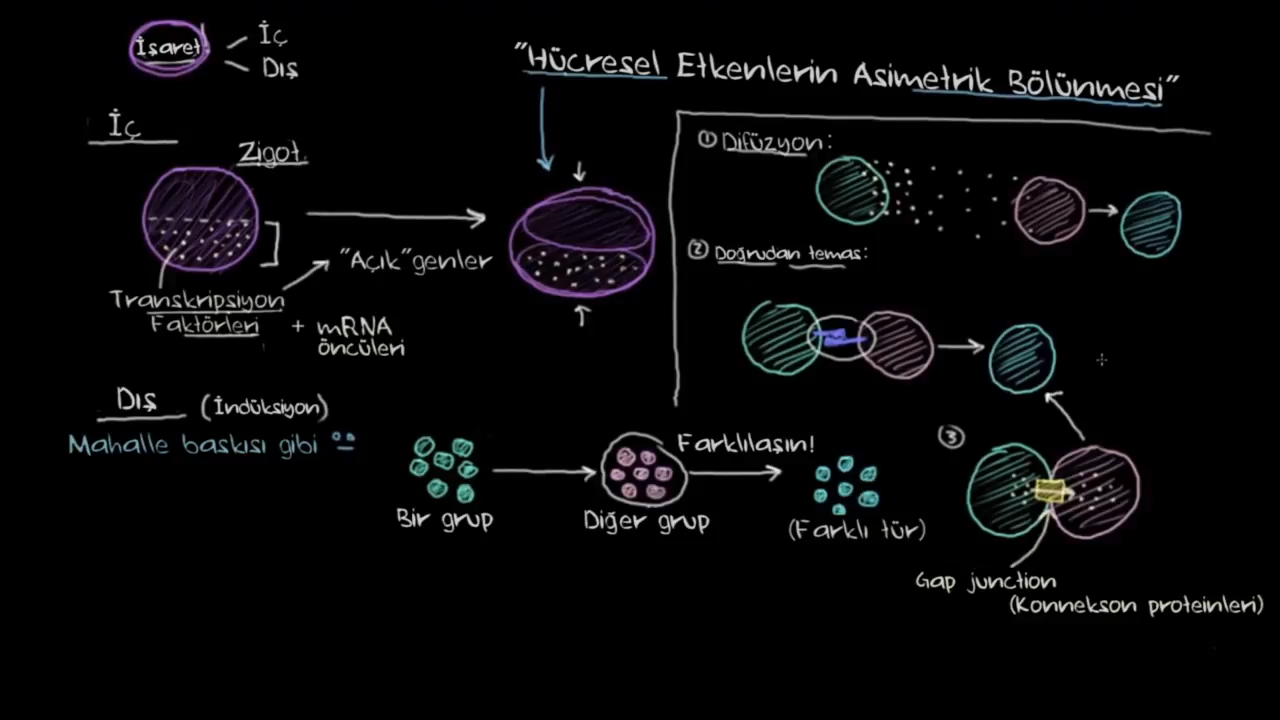 İşaret
İç
Dış
"Hücresel Etkenlerin Asimetrik Bölünmesi"
İç
Zigot
"Açık" genler
Transkripsiyon
Faktörleri
+ mRNA
öncüleri
① Difüzyon:
② Doğrudan temas:
③
Gap junction
(Konnekson proteinleri)
Dış (İndüksiyon)
Mahalle baskısı gibi
Bir grup
Diğer grup
Farklılaşın!
(Farklı tür)